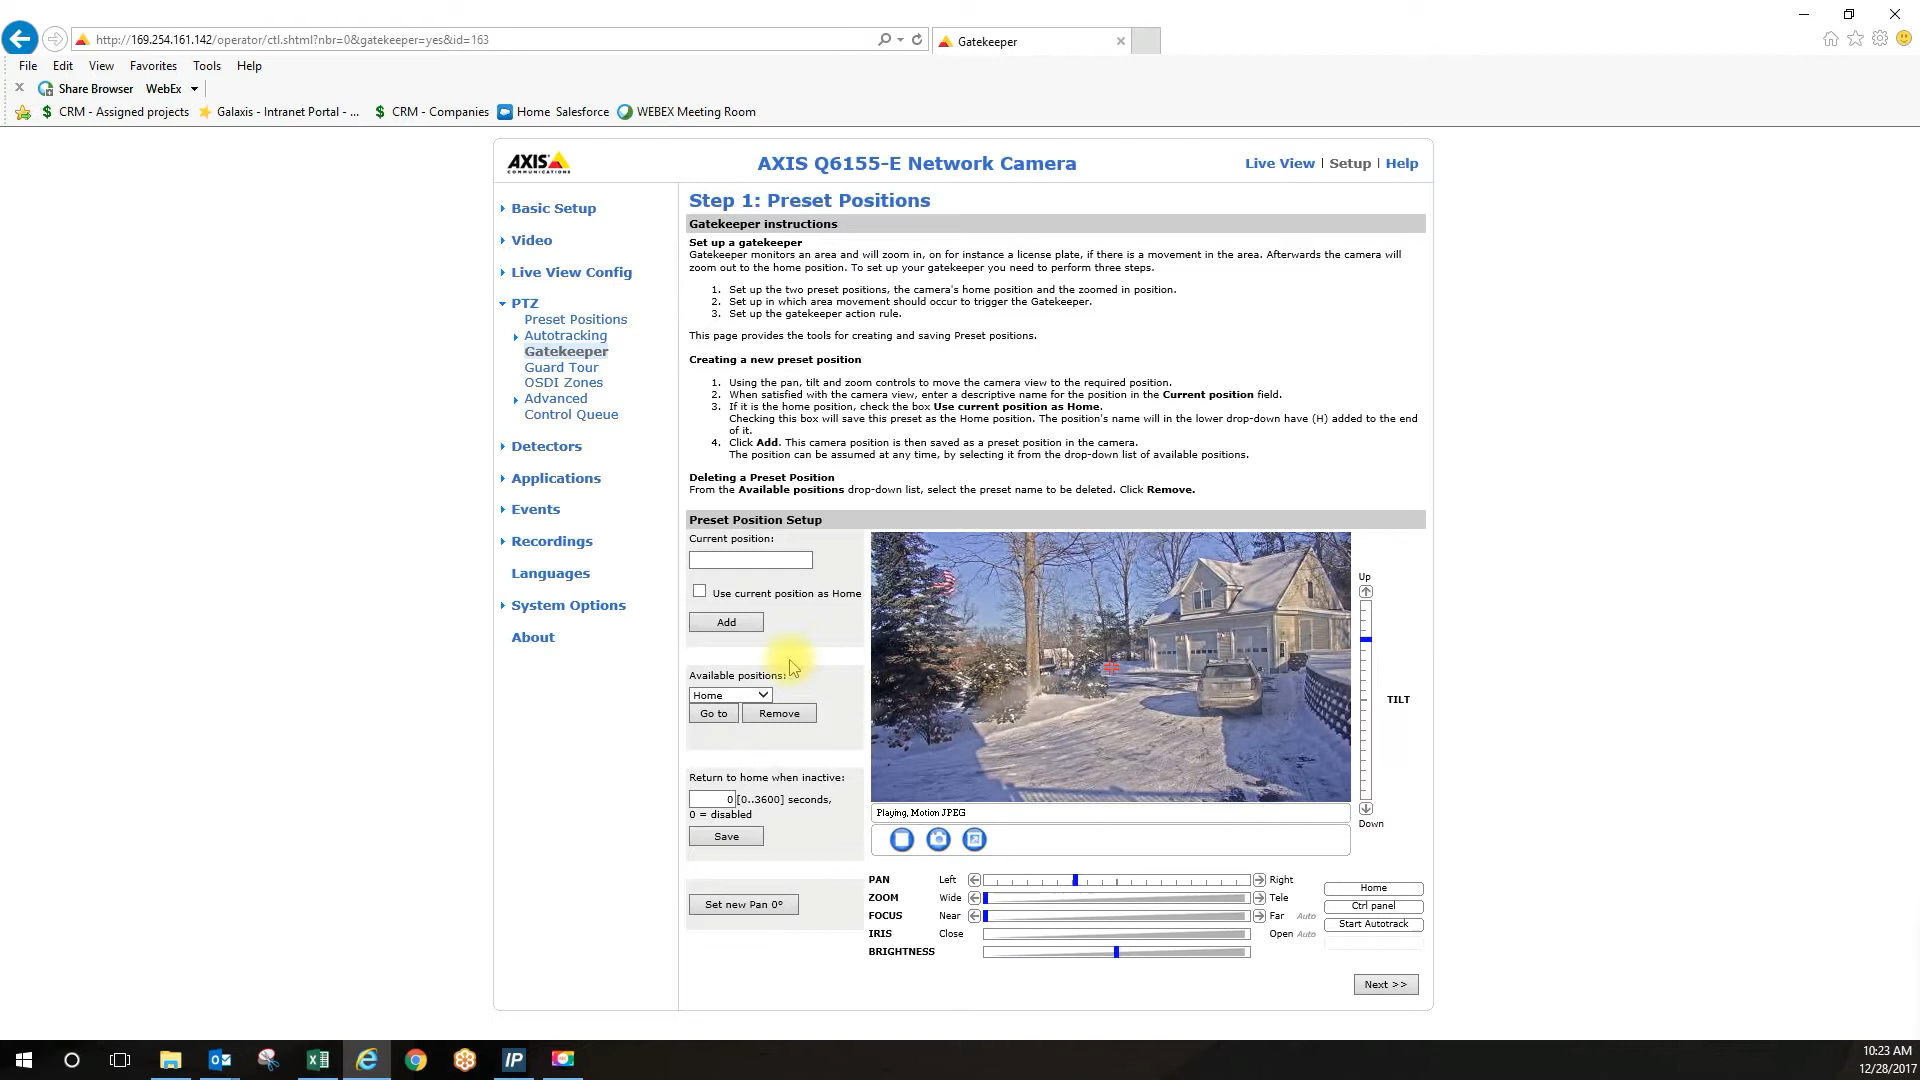 http://169.254.161.142/operator/ctl.shtml?nbr=0&gatekeeper=yes&id=163
Gatekeeper
File Edit View Favorites Tools Help
Share Browser WebEx
CRM - Assigned projects Galaxis - Intranet Portal - ... CRM - Companies Home Salesforce WEBEX Meeting Room
AXIS
COMMUNICATIONS
AXIS Q6155-E Network Camera
Live View | Setup | Help
Basic Setup
Video
Live View Config
PTZ
Preset Positions
Autotracking
Gatekeeper
Guard Tour
OSDI Zones
Advanced
Control Queue
Detectors
Applications
Events
Recordings
Languages
System Options
About
Step 1: Preset Positions
Gatekeeper instructions
Set up a gatekeeper
Gatekeeper monitors an area and will zoom in, on for instance a license plate, if there is a movement in the area. Afterwards the camera will
zoom out to the home position. To set up your gatekeeper you need to perform three steps.
1. Set up the two preset positions, the camera's home position and the zoomed in position.
2. Set up in which area movement should occur to trigger the Gatekeeper.
3. Set up the gatekeeper action rule.
This page provides the tools for creating and saving Preset positions.
Creating a new preset position
1. Using the pan, tilt and zoom controls to move the camera view to the required position.
2. When satisfied with the camera view, enter a descriptive name for the position in the Current position field.
3. If it is the home position, check the box Use current position as Home.
Checking this box will save this preset as the Home position. The position's name will in the lower drop-down have (H) added to the end
of it.
4. Click Add. This camera position is then saved as a preset position in the camera.
The position can be assumed at any time, by selecting it from the drop-down list of available positions.
Deleting a Preset Position
From the Available positions drop-down list, select the preset name to be deleted. Click Remove.
Preset Position Setup
Current position:
Use current position as Home
Add
Available positions:
Home
Go to Remove
Return to home when inactive:
0 [0..3600] seconds,
0 = disabled
Save
Set new Pan 0°
Up
TILT
Down
Playing, Motion JPEG
PAN Left Right
ZOOM Wide Tele
FOCUS Near Far Auto
IRIS Close Open Auto
BRIGHTNESS
Home
Ctrl panel
Start Autotrack
Next >>
IP
10:23 AM
12/28/2017